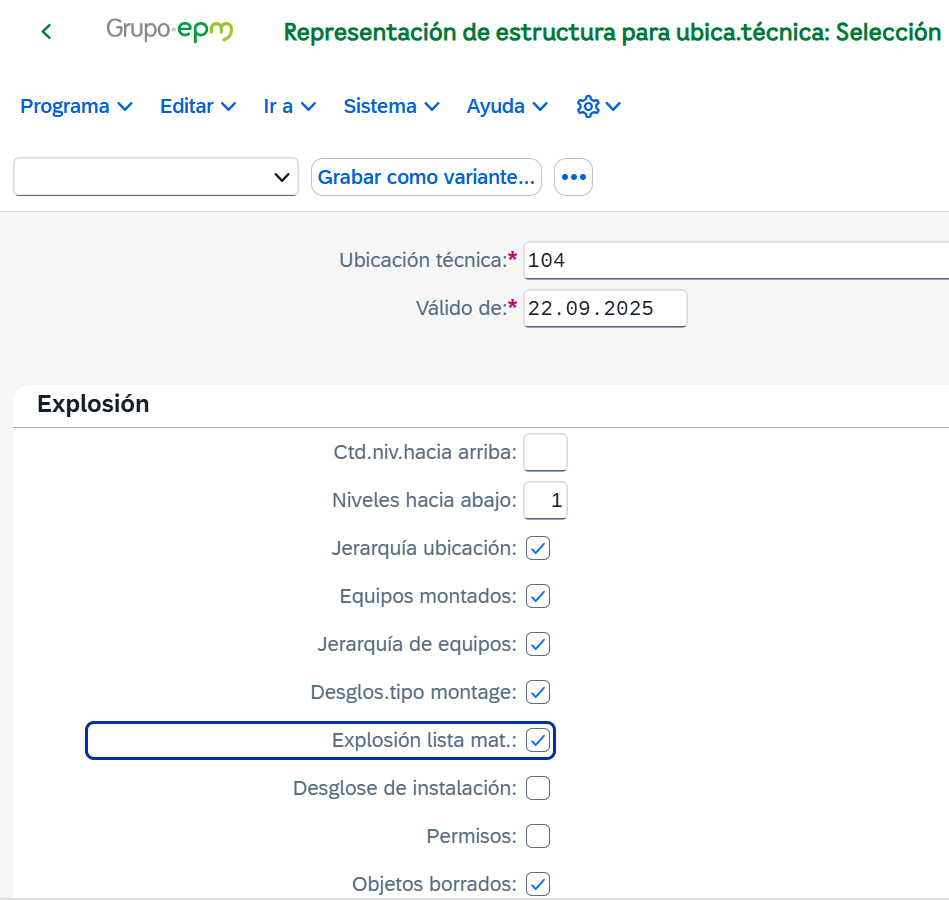 Grupo·epm Representación de estructura para ubica.técnica: Selección
Programa Editar Ir a Sistema Ayuda
Grabar como variante...
Ubicación técnica:* 104
Válido de:* 22.09.2025
Explosión
Ctd.niv.hacia arriba:
Niveles hacia abajo: 1
Jerarquía ubicación:
Equipos montados:
Jerarquía de equipos:
Desglos.tipo montage:
Explosión lista mat.:
Desglose de instalación:
Permisos:
Objetos borrados: